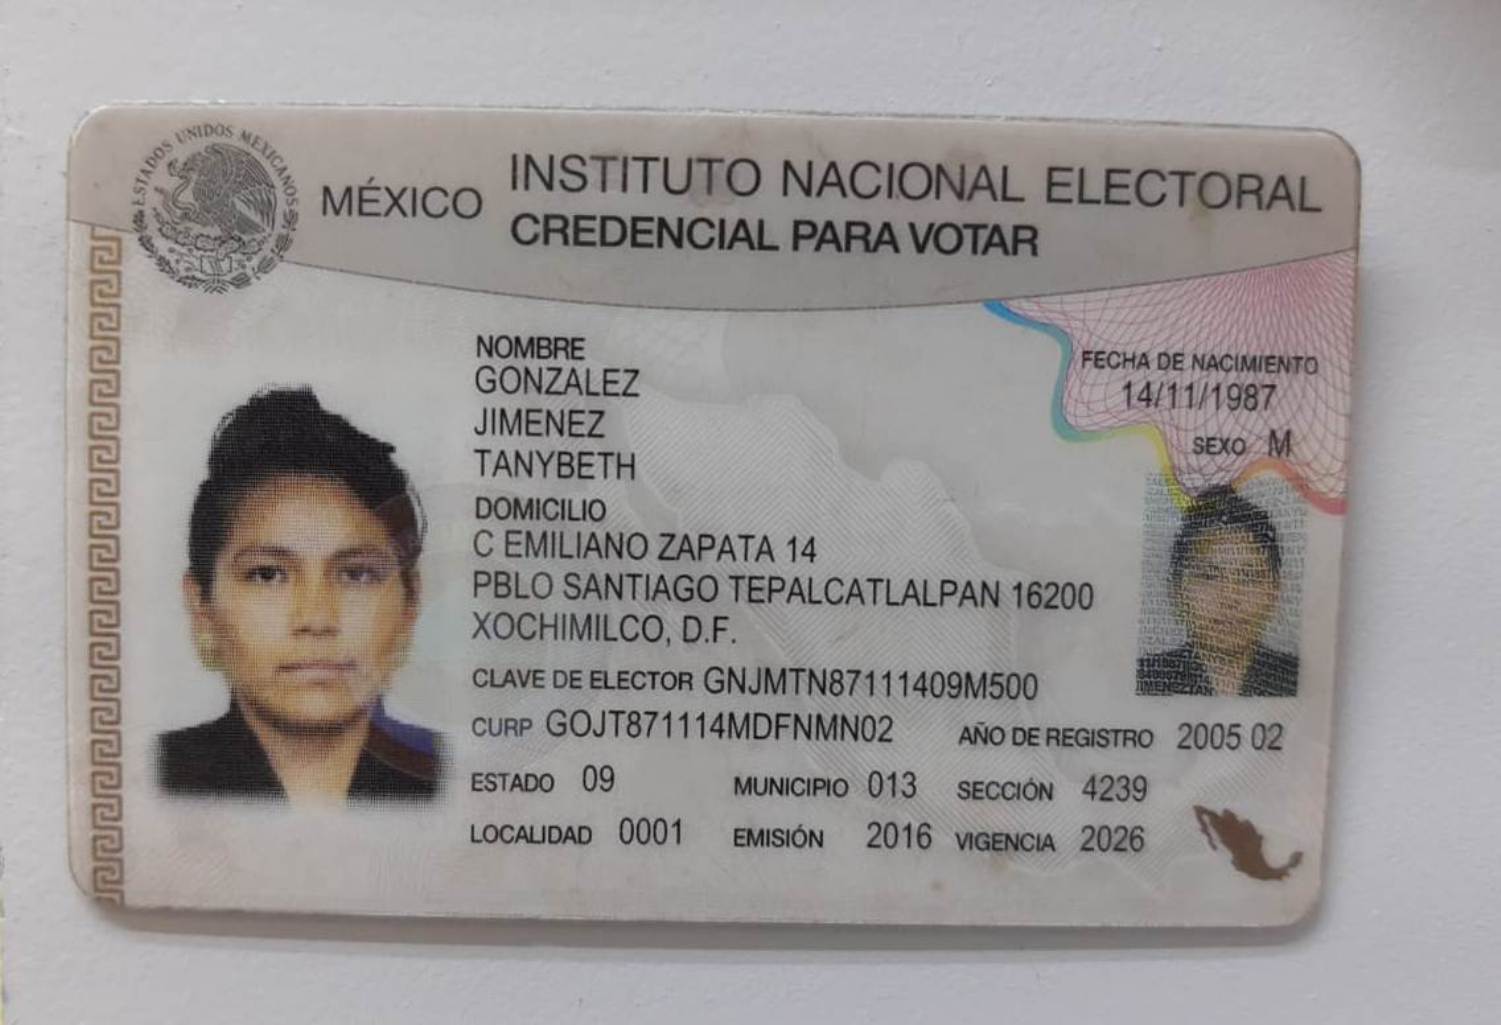 ESTADOS UNIDOS MEXICANOS
MÉXICO INSTITUTO NACIONAL ELECTORAL
CREDENCIAL PARA VOTAR
NOMBRE
GONZALEZ
JIMENEZ
TANYBETH
FECHA DE NACIMIENTO
14/11/1987
SEXO M
DOMICILIO
C EMILIANO ZAPATA 14
PBLO SANTIAGO TEPALCATLALPAN 16200
XOCHIMILCO, D.F.
CLAVE DE ELECTOR GNJMTN87111409M500
CURP GOJT871114MDFNMN02 AÑO DE REGISTRO 2005 02
ESTADO 09 MUNICIPIO 013 SECCIÓN 4239
LOCALIDAD 0001 EMISIÓN 2016 VIGENCIA 2026